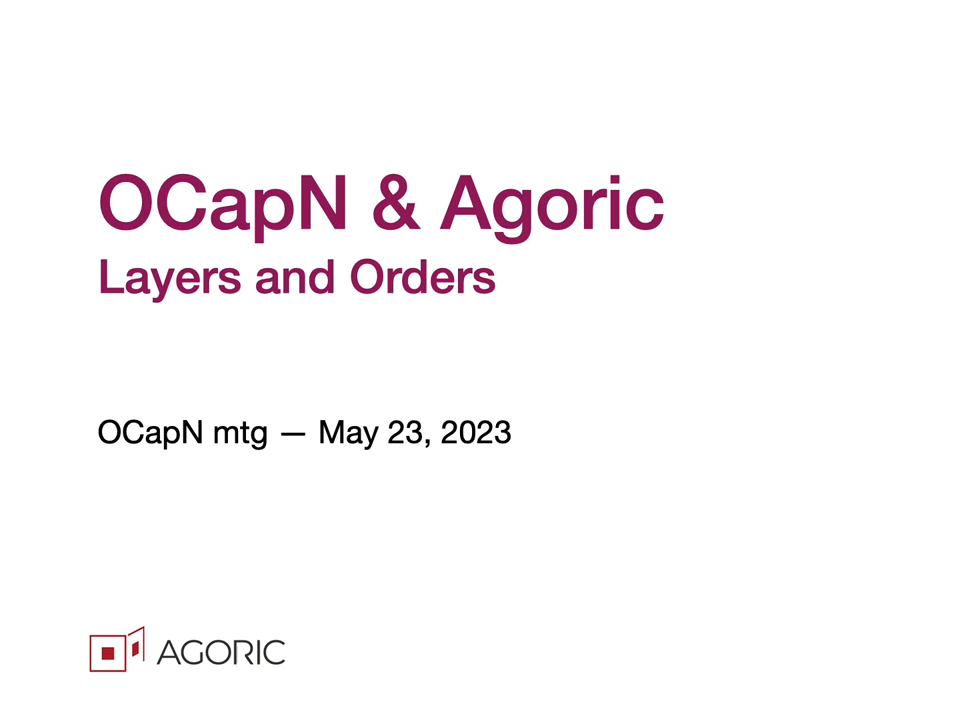 OCapN & Agoric
Layers and Orders
OCapN mtg — May 23, 2023
AGORIC